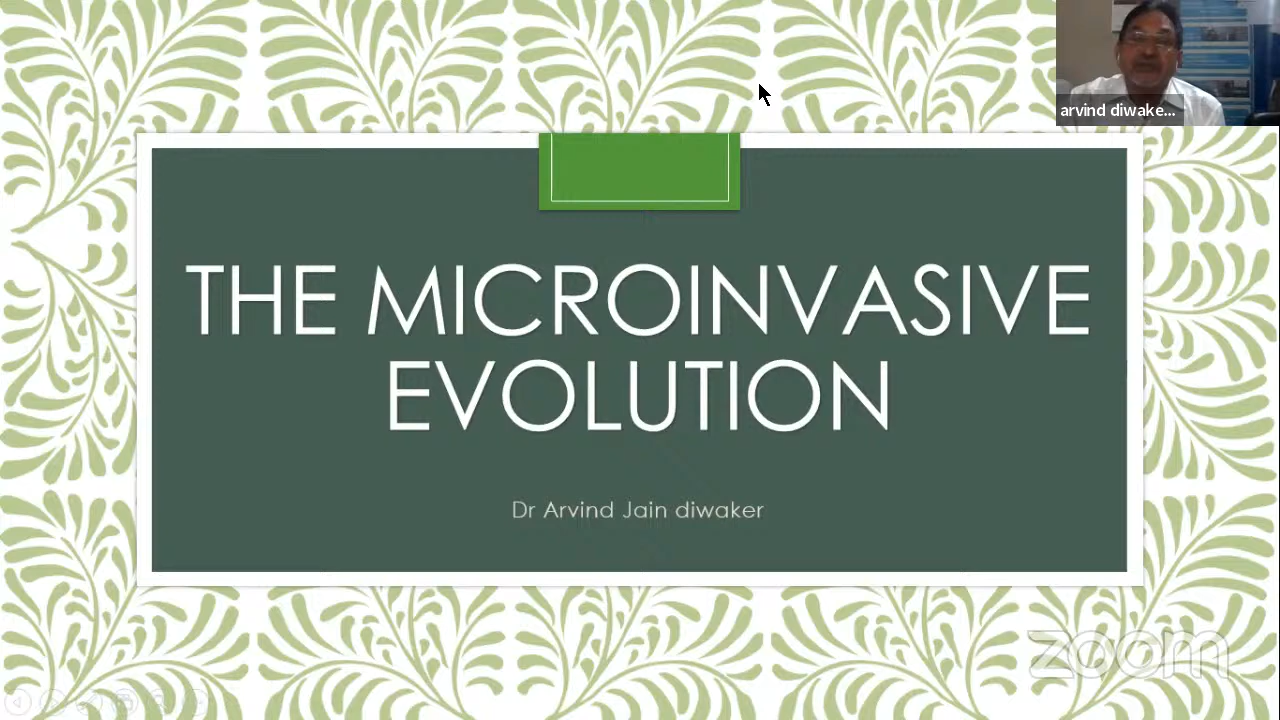 arvind diwake...
THE MICROINVASIVE
EVOLUTION
Dr Arvind Jain diwaker
zoom